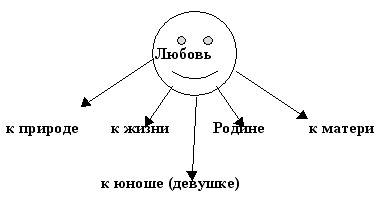 Любовь
к природе к жизни Родине к матери
к юноше (девушке)